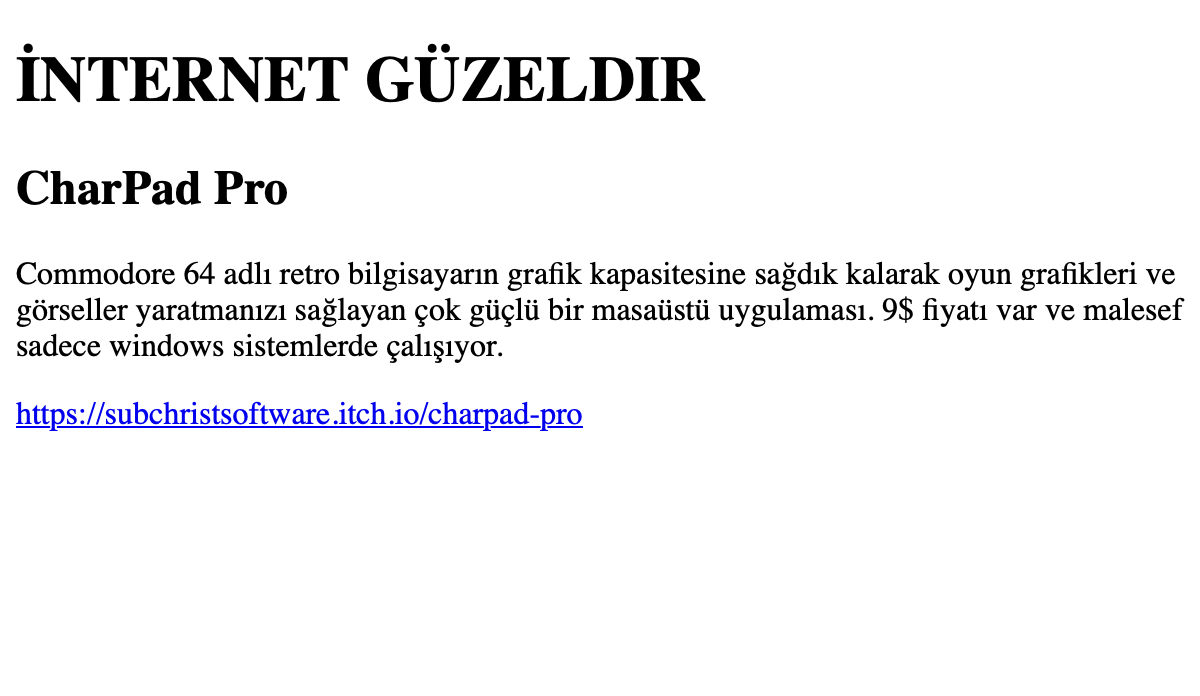 İNTERNET GÜZELDIR
CharPad Pro
Commodore 64 adlı retro bilgisayarın grafik kapasitesine sağdık kalarak oyun grafikleri ve
görseller yaratmanızı sağlayan çok güçlü bir masaüstü uygulaması. 9$ fiyatı var ve malesef
sadece windows sistemlerde çalışıyor.
https://subchristsoftware.itch.io/charpad-pro